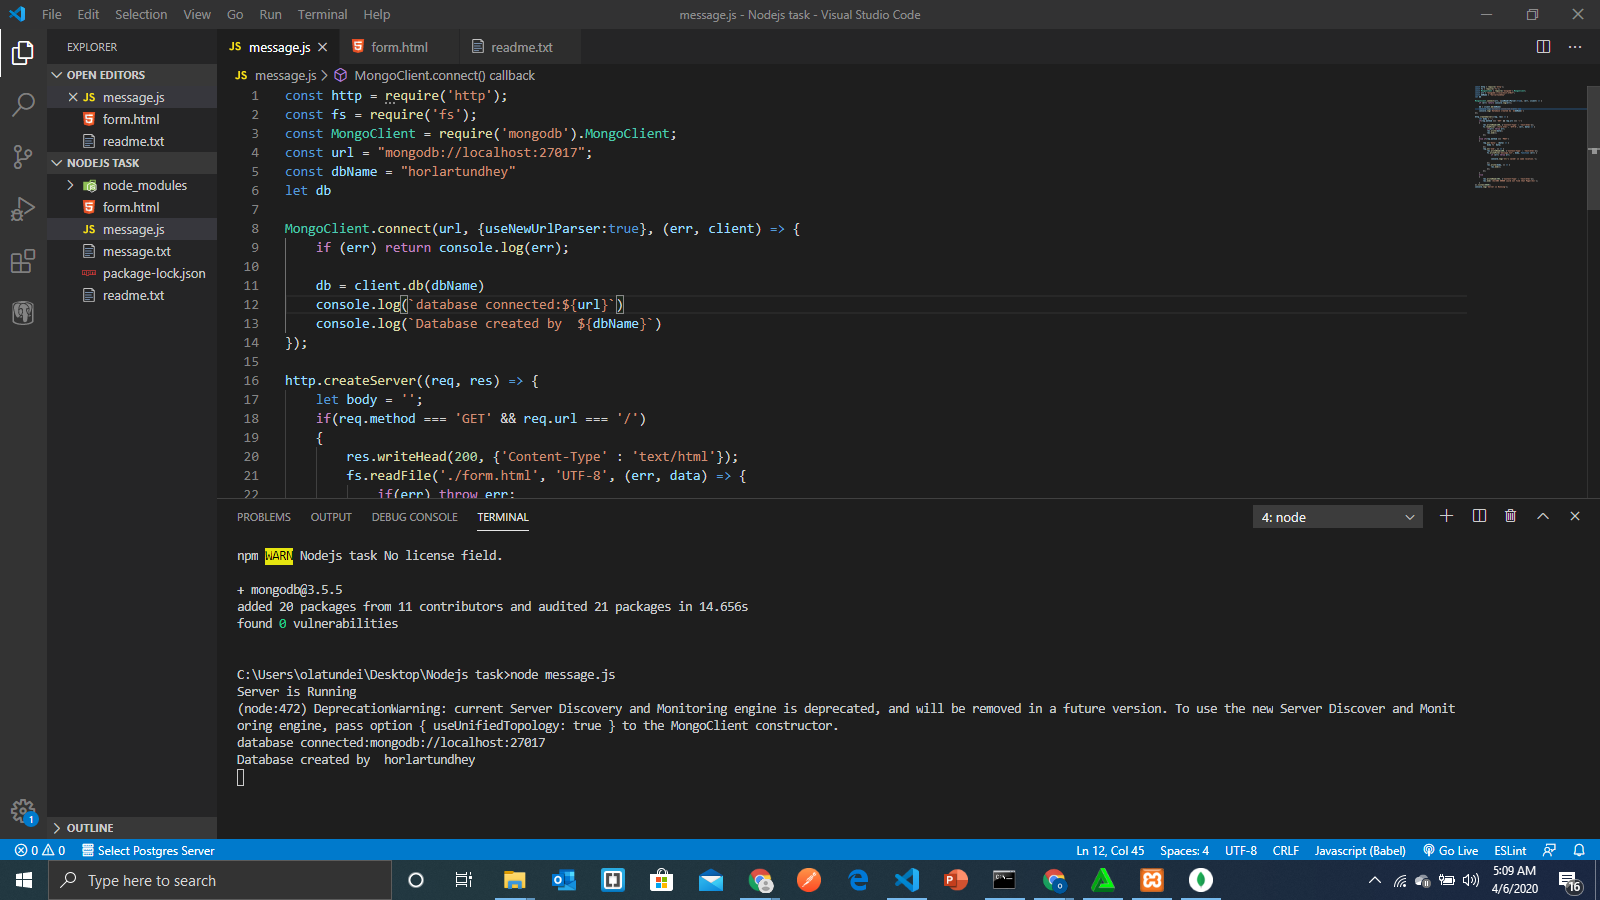 File Edit Selection View Go Run Terminal Help
message.js - Nodejs task - Visual Studio Code
EXPLORER
OPEN EDITORS
JS message.js
form.html
readme.txt
NODEJS TASK
node_modules
form.html
JS message.js
message.txt
package-lock.json
readme.txt
OUTLINE
JS message.js
form.html
readme.txt
JS message.js > MongoClient.connect() callback
1 const http = require('http');
2 const fs = require('fs');
3 const MongoClient = require('mongodb').MongoClient;
4 const url = "mongodb://localhost:27017";
5 const dbName = "horlartundhey"
6 let db
7
8 MongoClient.connect(url, {useNewUrlParser:true}, (err, client) => {
9 if (err) return console.log(err);
10
11 db = client.db(dbName)
12 console.log(`database connected:${url}`)
13 console.log(`Database created by  ${dbName}`)
14 });
15
16 http.createServer((req, res) => {
17 let body = '';
18 if(req.method === 'GET' && req.url === '/')
19 {
20 res.writeHead(200, {'Content-Type' : 'text/html'});
21 fs.readFile('./form.html', 'UTF-8', (err, data) => {
22 if(err) throw err;
PROBLEMS OUTPUT DEBUG CONSOLE TERMINAL
4: node
npm WARN Nodejs task No license field.
+ mongodb@3.5.5
added 20 packages from 11 contributors and audited 21 packages in 14.656s
found 0 vulnerabilities
C:\Users\olatundei\Desktop\Nodejs task>node message.js
Server is Running
(node:472) DeprecationWarning: current Server Discovery and Monitoring engine is deprecated, and will be removed in a future version. To use the new Server Discover and Monit
oring engine, pass option { useUnifiedTopology: true } to the MongoClient constructor.
database connected:mongodb://localhost:27017
Database created by  horlartundhey
1
0 0 Select Postgres Server
Ln 12, Col 45 Spaces: 4 UTF-8 CRLF Javascript (Babel) Go Live ESLint
Type here to search
5:09 AM
4/6/2020
16